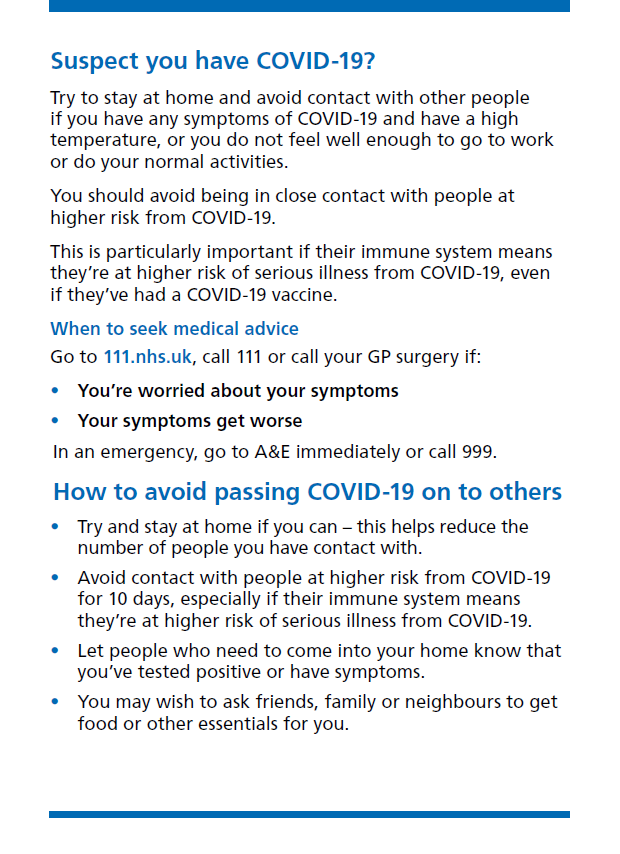 Suspect you have COVID-19?
Try to stay at home and avoid contact with other people
if you have any symptoms of COVID-19 and have a high
temperature, or you do not feel well enough to go to work
or do your normal activities.
You should avoid being in close contact with people at
higher risk from COVID-19.
This is particularly important if their immune system means
they're at higher risk of serious illness from COVID-19, even
if they've had a COVID-19 vaccine.
When to seek medical advice
Go to 111.nhs.uk, call 111 or call your GP surgery if:
• You're worried about your symptoms
• Your symptoms get worse
In an emergency, go to A&E immediately or call 999.
How to avoid passing COVID-19 on to others
• Try and stay at home if you can – this helps reduce the
number of people you have contact with.
• Avoid contact with people at higher risk from COVID-19
for 10 days, especially if their immune system means
they're at higher risk of serious illness from COVID-19.
• Let people who need to come into your home know that
you've tested positive or have symptoms.
• You may wish to ask friends, family or neighbours to get
food or other essentials for you.